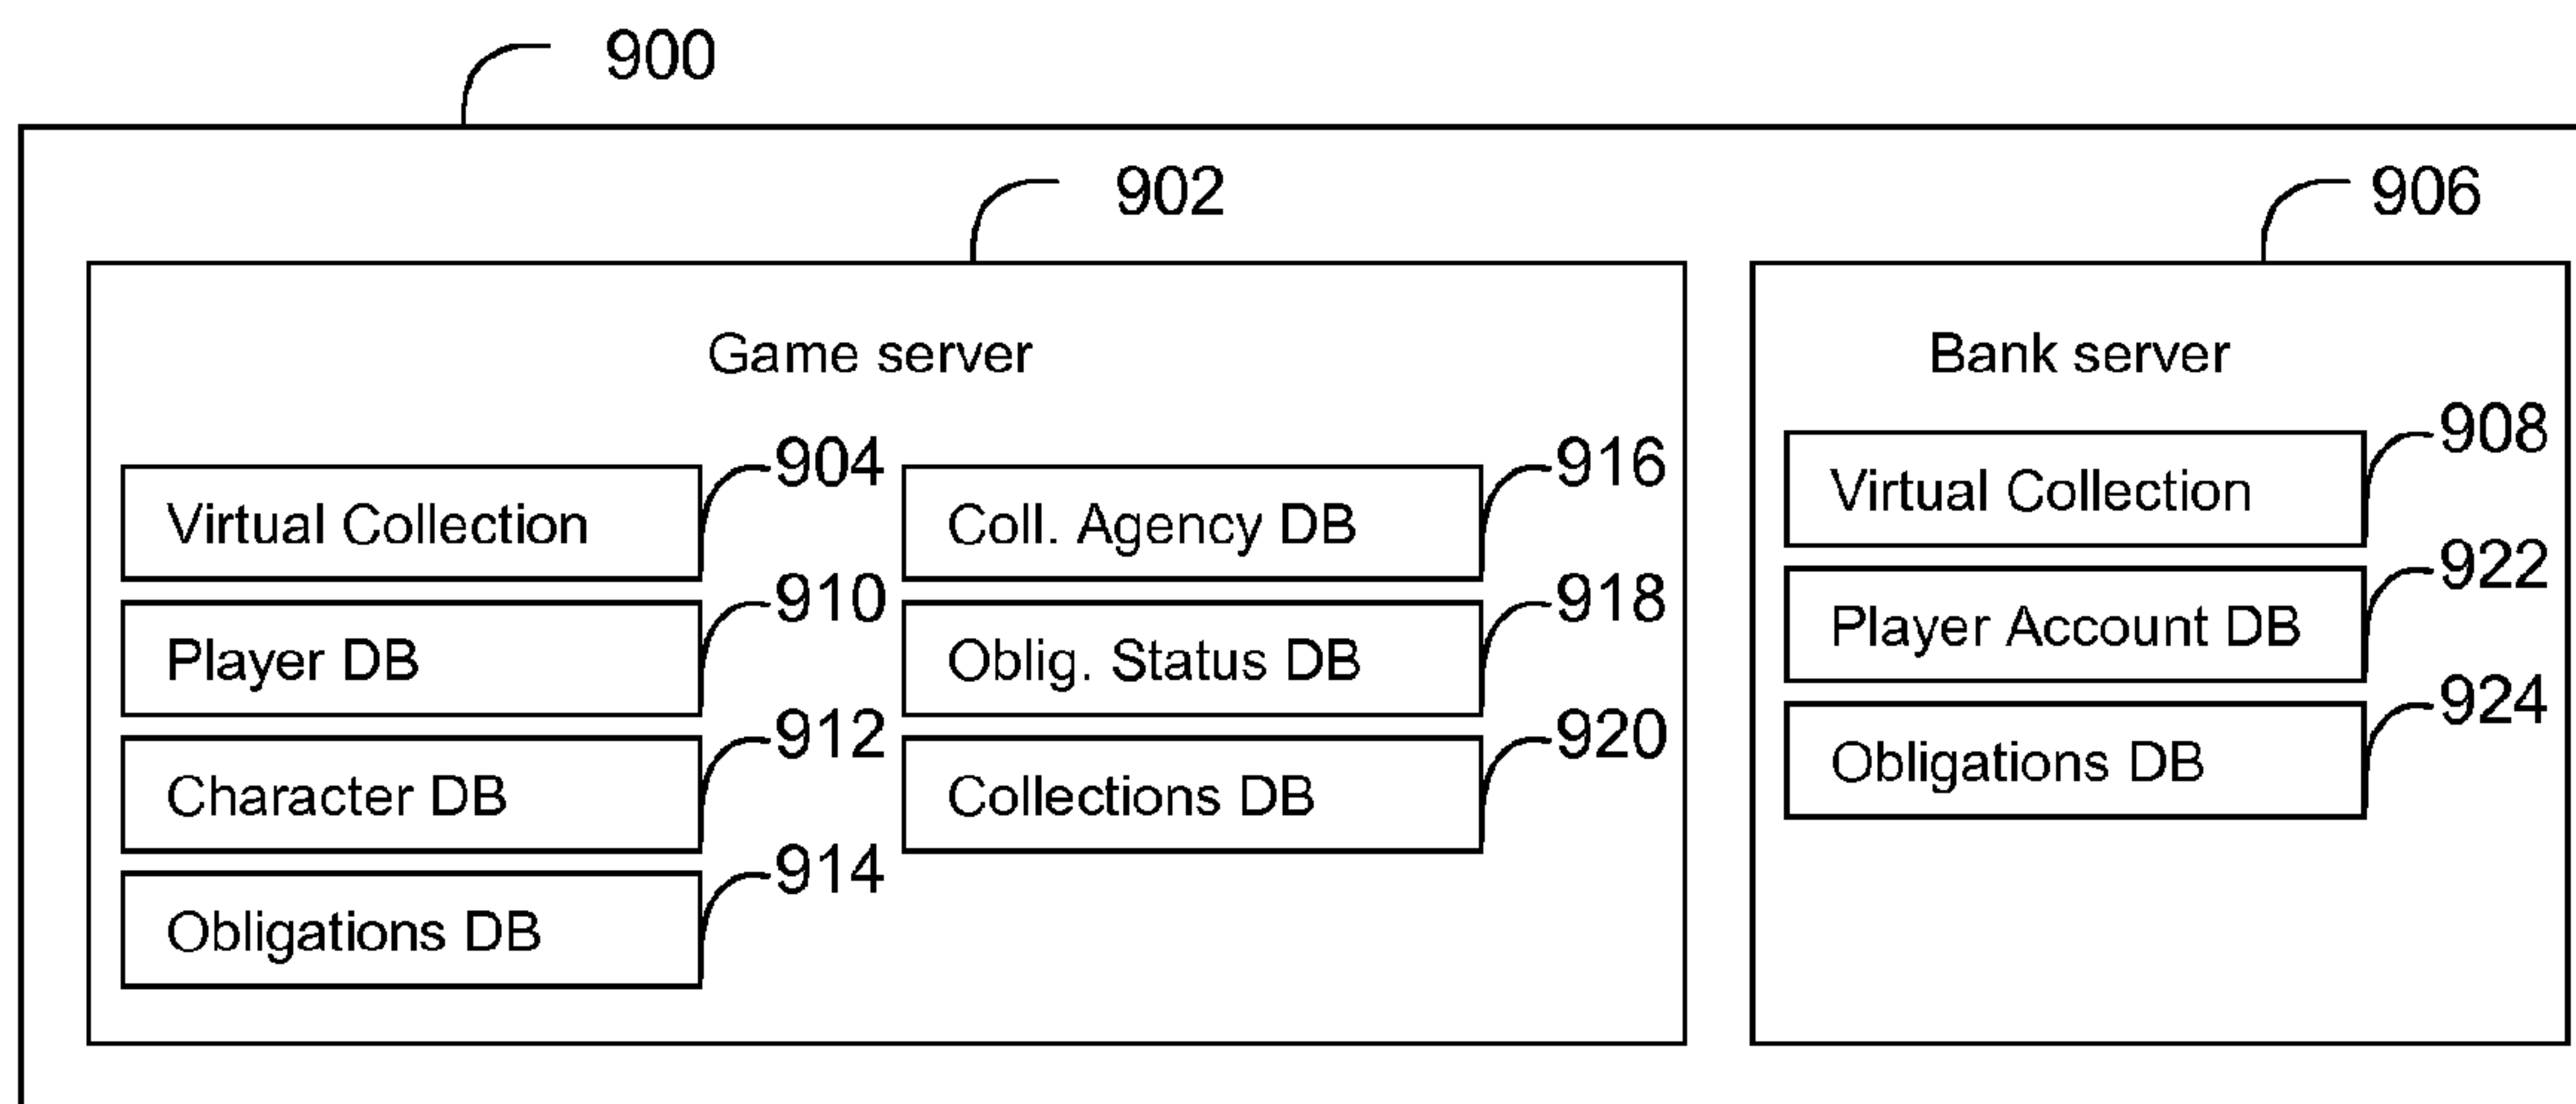 900
902
906
Game server
Bank server
Virtual Collection 904
Coll. Agency DB 916
Virtual Collection 908
Player DB 910
Oblig. Status DB 918
Player Account DB 922
Character DB 912
Collections DB 920
Obligations DB 924
Obligations DB 914